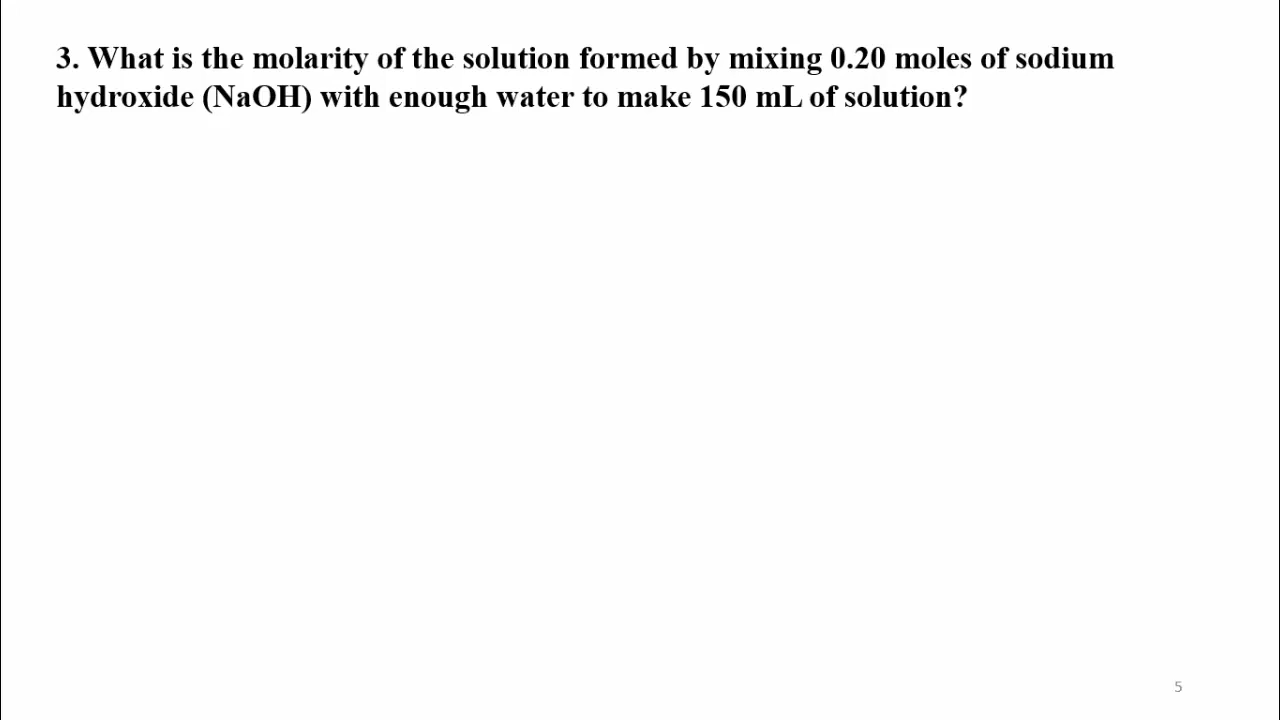 3. What is the molarity of the solution formed by mixing 0.20 moles of sodium
hydroxide (NaOH) with enough water to make 150 mL of solution?
5